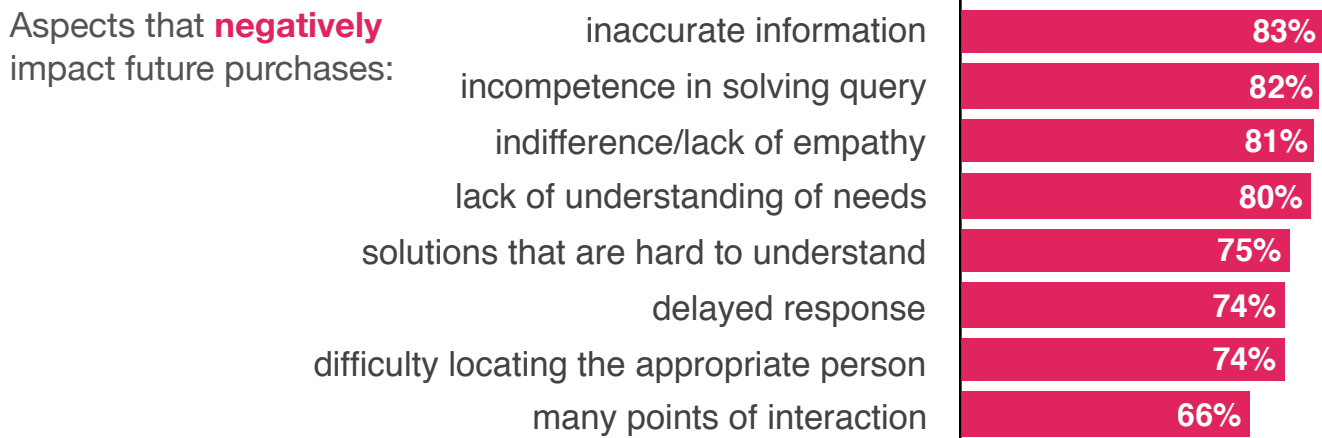 Aspects that negatively
impact future purchases:
inaccurate information 83%
incompetence in solving query 82%
indifference/lack of empathy 81%
lack of understanding of needs 80%
solutions that are hard to understand 75%
delayed response 74%
difficulty locating the appropriate person 74%
many points of interaction 66%